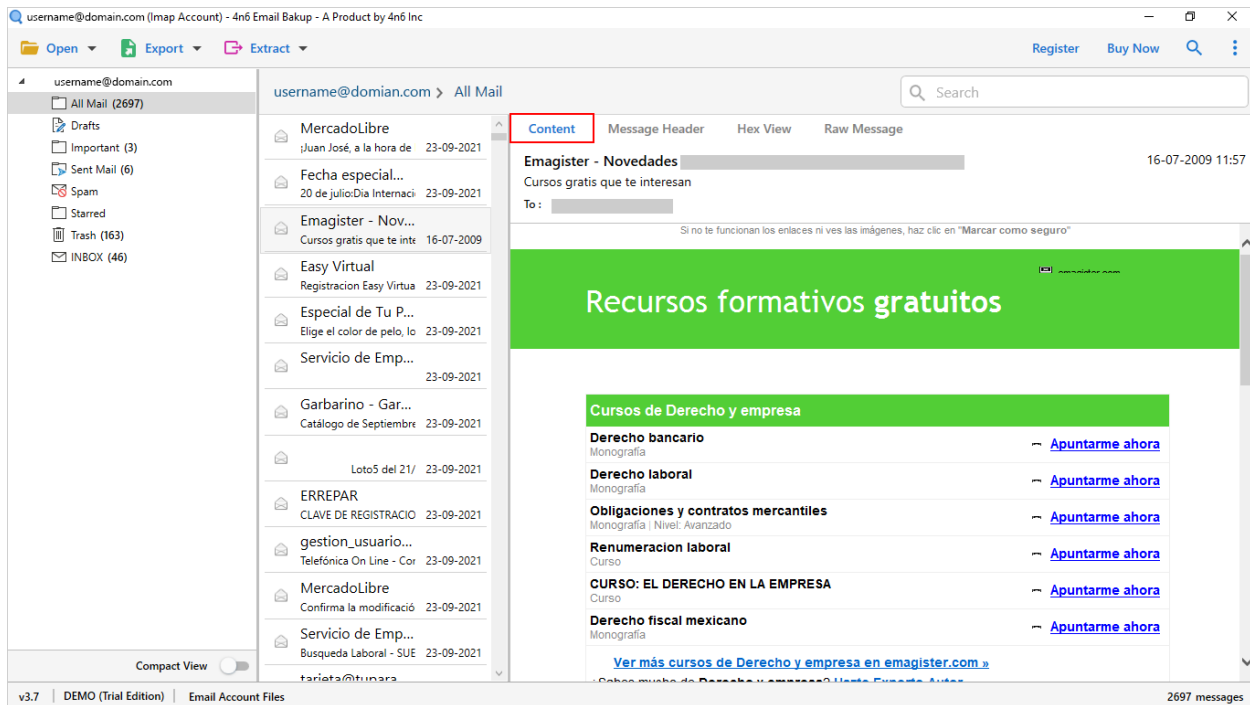 username@domain.com (Imap Account) - 4n6 Email Bakup - A Product by 4n6 Inc
Open Export Extract Register Buy Now
username@domain.com
All Mail (2697)
Drafts
Important (3)
Sent Mail (6)
Spam
Starred
Trash (163)
INBOX (46)
Compact View
username@domian.com > All Mail
Search
MercadoLibre
¡Juan José, a la hora de 23-09-2021
Fecha especial...
20 de julio:Dia Internaci 23-09-2021
Emagister - Nov...
Cursos gratis que te inte 16-07-2009
Easy Virtual
Registracion Easy Virtua 23-09-2021
Especial de Tu P...
Elige el color de pelo, lo 23-09-2021
Servicio de Emp...
23-09-2021
Garbarino - Gar...
Catálogo de Septiembre 23-09-2021
Loto5 del 21/ 23-09-2021
ERREPAR
CLAVE DE REGISTRACIO 23-09-2021
gestion_usuario...
Telefónica On Line - Cor 23-09-2021
MercadoLibre
Confirma la modificació 23-09-2021
Servicio de Emp...
Busqueda Laboral - SUE 23-09-2021
tarjeta@tupara
Content Message Header Hex View Raw Message
Emagister - Novedades 16-07-2009 11:57
Cursos gratis que te interesan
To :
Si no te funcionan los enlaces ni ves las imágenes, haz clic en "Marcar como seguro"
emagister.com
Recursos formativos gratuitos
Cursos de Derecho y empresa
Derecho bancario Apuntarme ahora
Monografía
Derecho laboral Apuntarme ahora
Monografía
Obligaciones y contratos mercantiles Apuntarme ahora
Monografía | Nivel: Avanzado
Renumeracion laboral Apuntarme ahora
Curso
CURSO: EL DERECHO EN LA EMPRESA Apuntarme ahora
Curso
Derecho fiscal mexicano Apuntarme ahora
Monografía
Ver más cursos de Derecho y empresa en emagister.com »
¿Sabes mucho de Derecho y empresa? Hazte Experto Autor
v3.7 DEMO (Trial Edition) Email Account Files 2697 messages